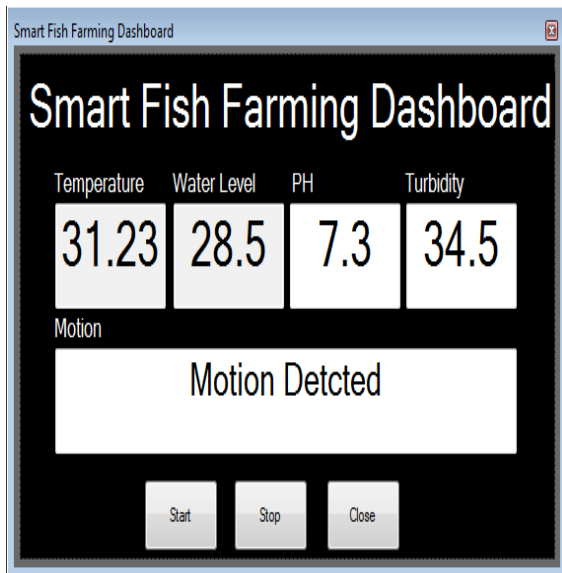 Smart Fish Farming Dashboard
Smart Fish Farming Dashboard
Temperature Water Level PH Turbidity
31.23 28.5 7.3 34.5
Motion
Motion Detcted
Start Stop Close